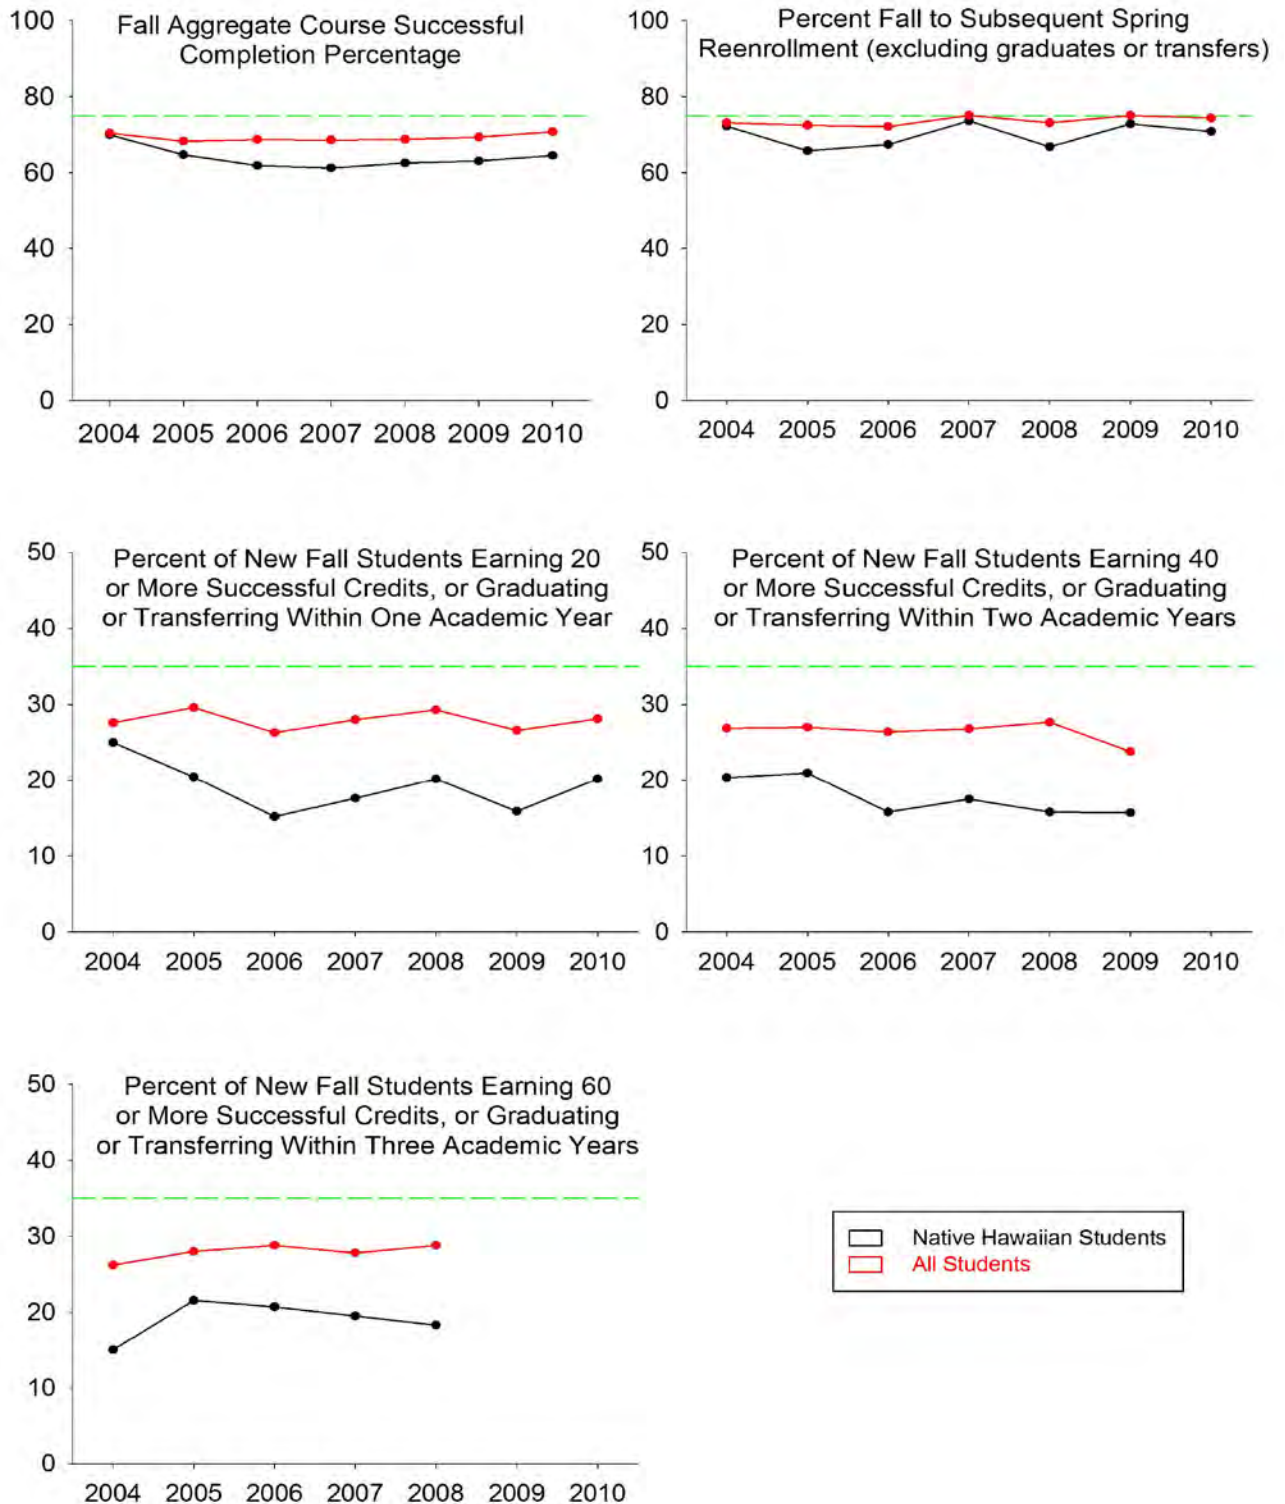 Fall Aggregate Course Successful
Completion Percentage
100
80
60
40
20
0
2004 2005 2006 2007 2008 2009 2010
Percent Fall to Subsequent Spring
Reenrollment (excluding graduates or transfers)
100
80
60
40
20
0
2004 2005 2006 2007 2008 2009 2010
Percent of New Fall Students Earning 20
or More Successful Credits, or Graduating
or Transferring Within One Academic Year
50
40
30
20
10
0
2004 2005 2006 2007 2008 2009 2010
Percent of New Fall Students Earning 40
or More Successful Credits, or Graduating
or Transferring Within Two Academic Years
50
40
30
20
10
0
2004 2005 2006 2007 2008 2009 2010
Percent of New Fall Students Earning 60
or More Successful Credits, or Graduating
or Transferring Within Three Academic Years
50
40
30
20
10
0
2004 2005 2006 2007 2008 2009 2010
Native Hawaiian Students
All Students